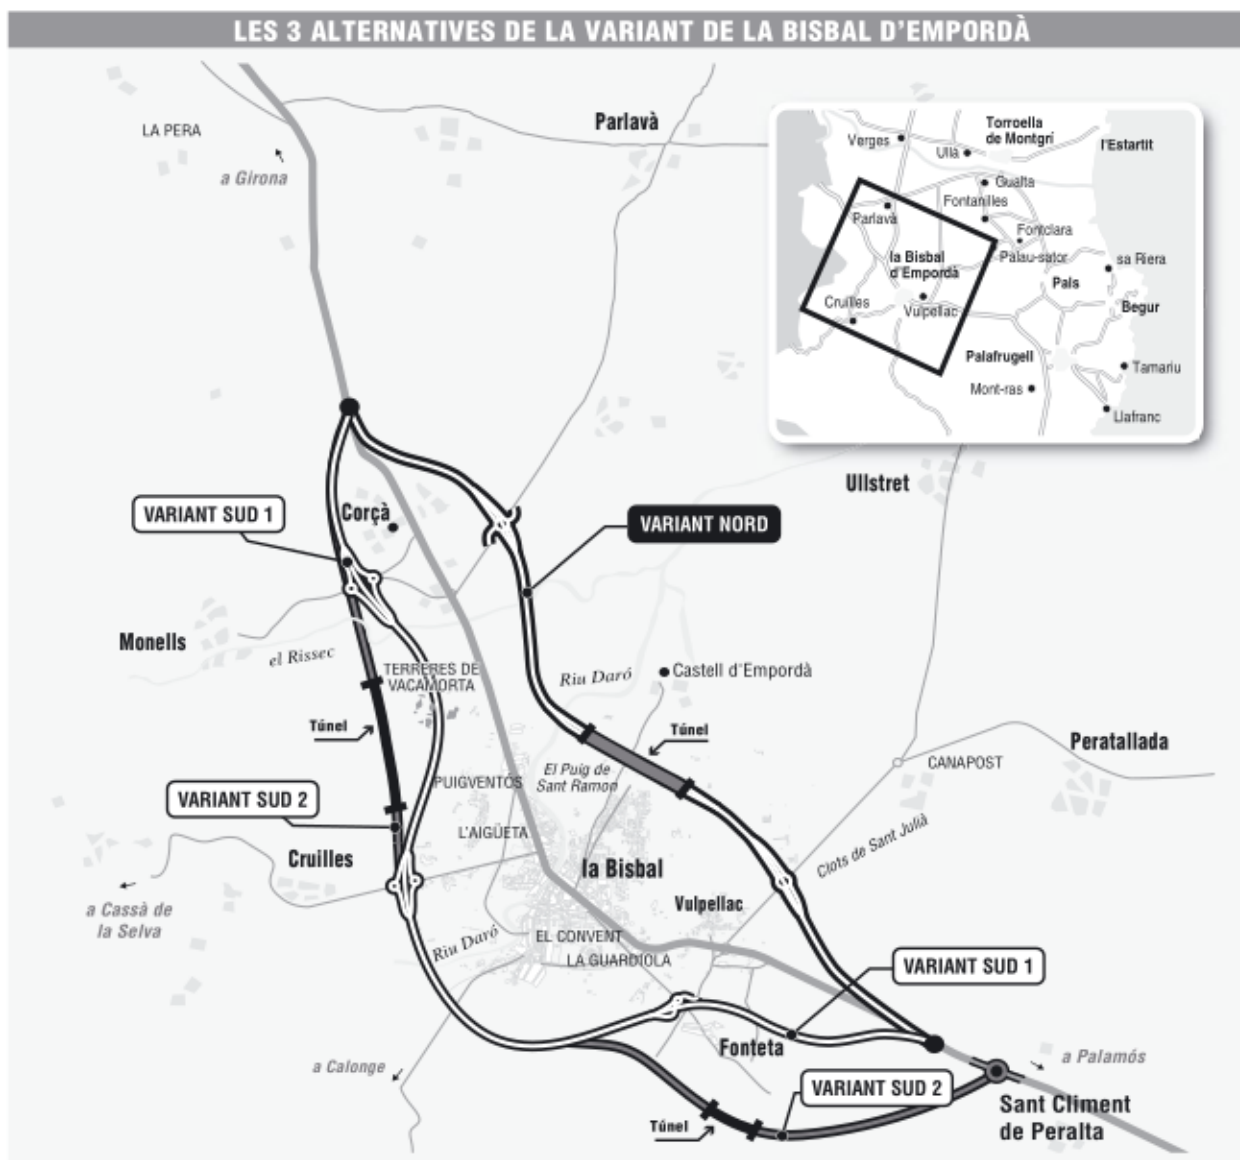 LES 3 ALTERNATIVES DE LA VARIANT DE LA BISBAL D'EMPORDÀ
LA PERA
a Girona
Parlavà
Torroella
de Montgrí
l'Estartit
Verges
Ullà
Gualta
Fontanilles
Parlavà
Fontclara
Palau-sator
la Bisbal
d'Empordà
sa Riera
Pals
Cruilles
Vulpellac
Begur
Palafrugell
Tamariu
Mont-ras
Llafranc
Ullstret
VARIANT SUD 1
Corçà
VARIANT NORD
Monells
el Rissec
TERRERES DE
VACAMORTA
Riu Daró
Castell d'Empordà
Túnel
Túnel
Peratallada
CANAPOST
El Puig de
Sant Ramon
PUIGVENTÓS
VARIANT SUD 2
L'AIGÜETA
Clots de Sant Julià
Cruilles
la Bisbal
a Cassà de
la Selva
Vulpellac
Riu Daró
EL CONVENT
LA GUARDIOLA
VARIANT SUD 1
Fonteta
a Calonge
a Palamós
VARIANT SUD 2
Túnel
Sant Climent
de Peralta